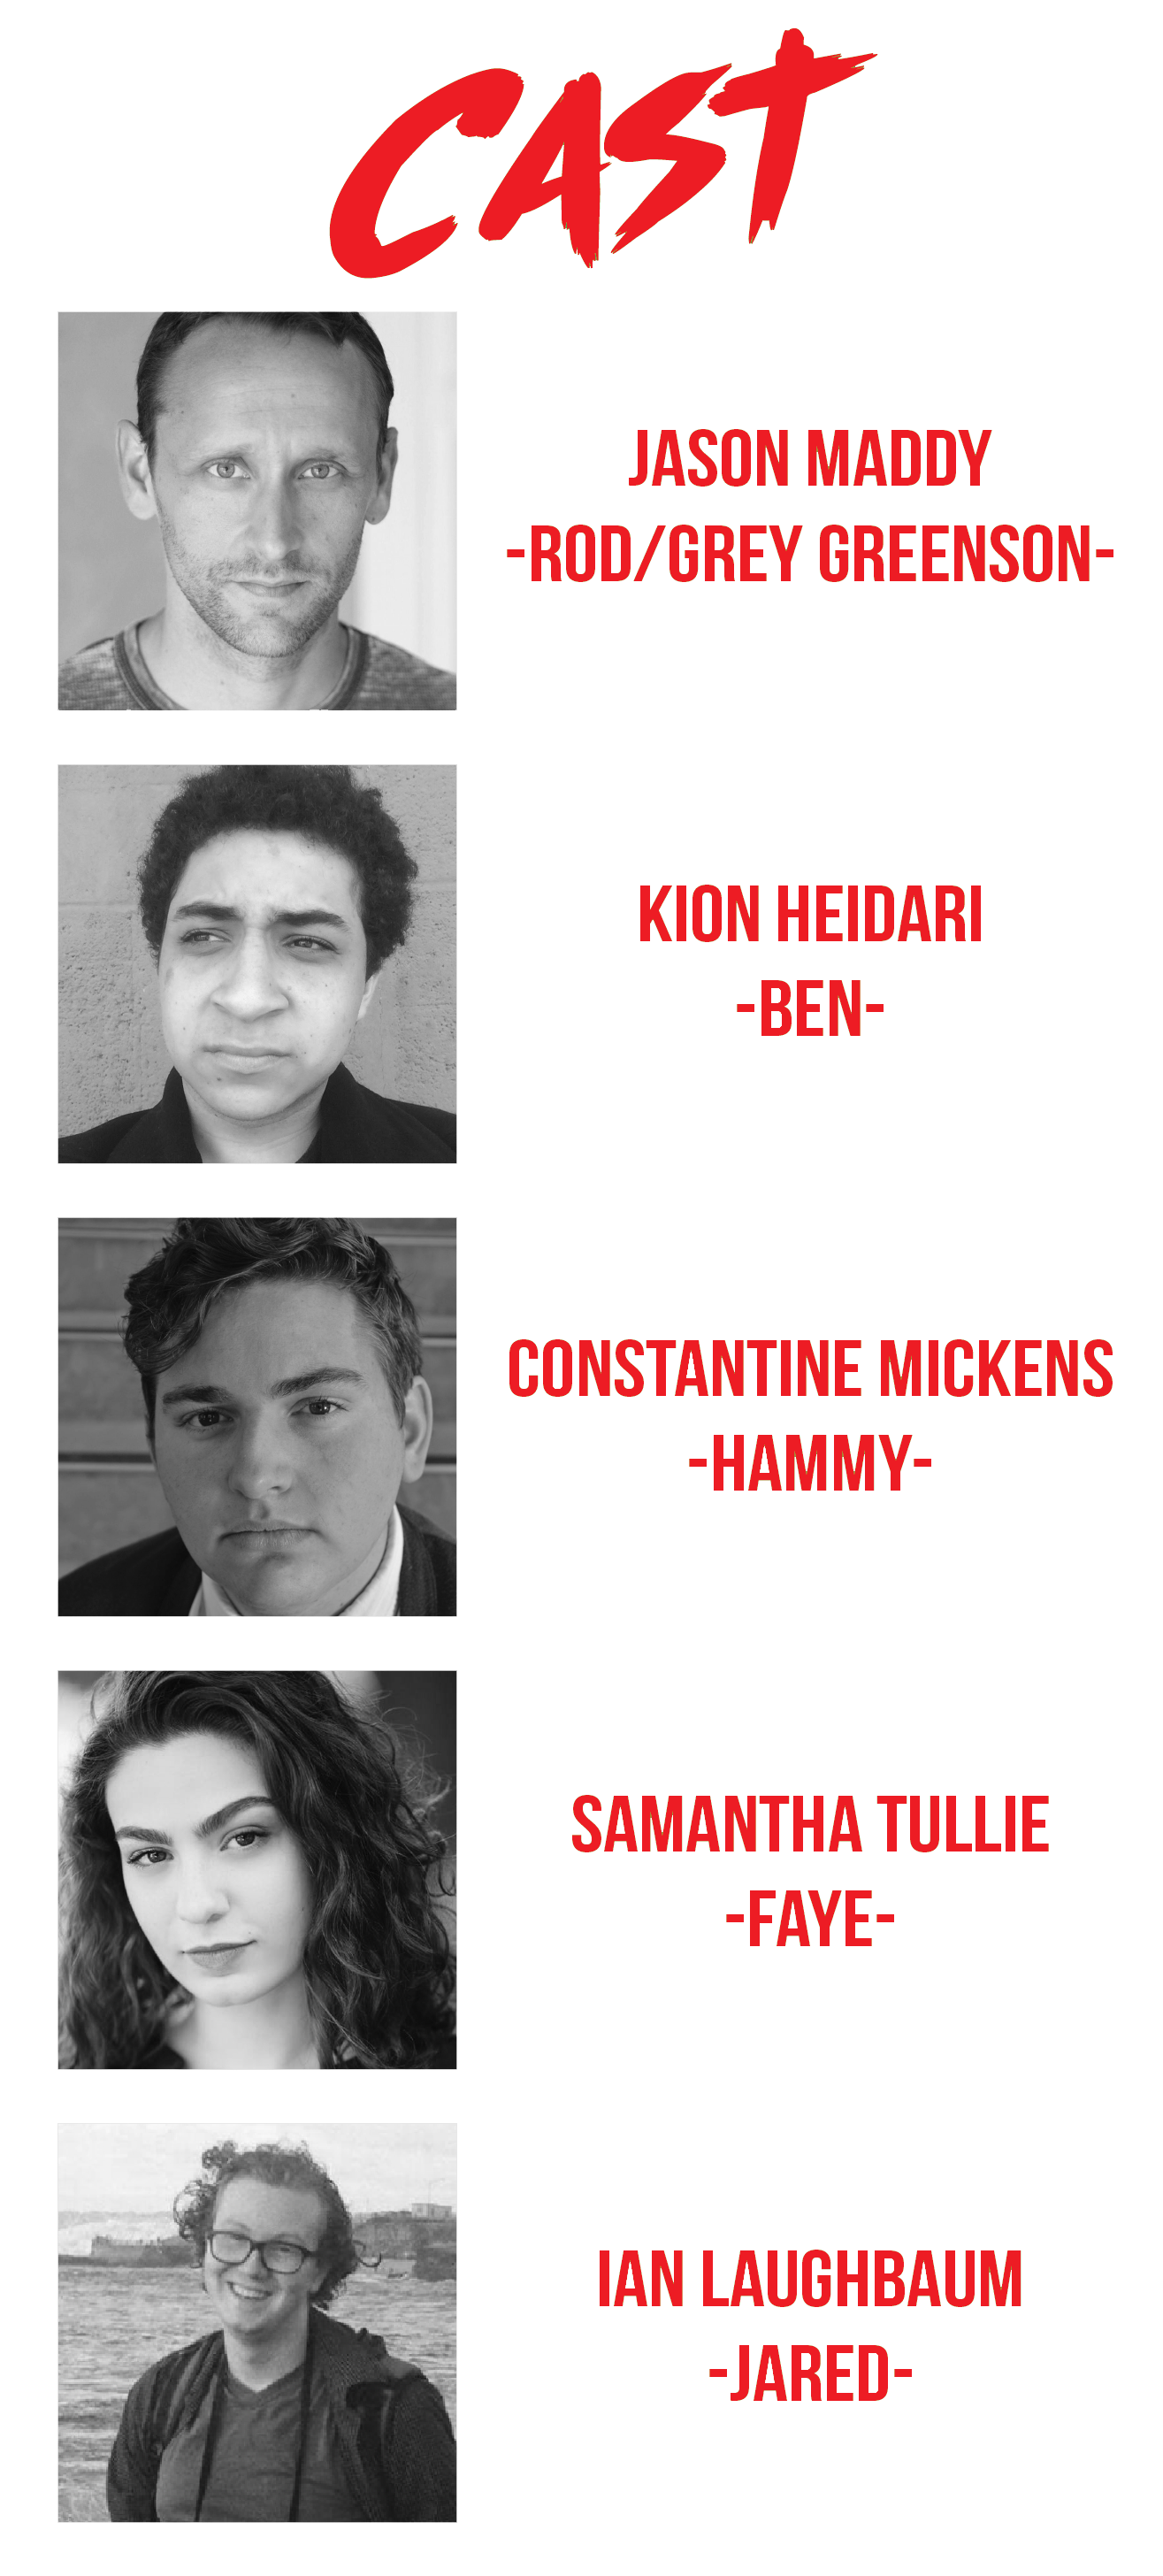 CAST
JASON MADDY
-ROD/GREY GREENSON-
KION HEIDARI
-BEN-
CONSTANTINE MICKENS
-HAMMY-
SAMANTHA TULLIE
-FAYE-
IAN LAUGHBAUM
-JARED-